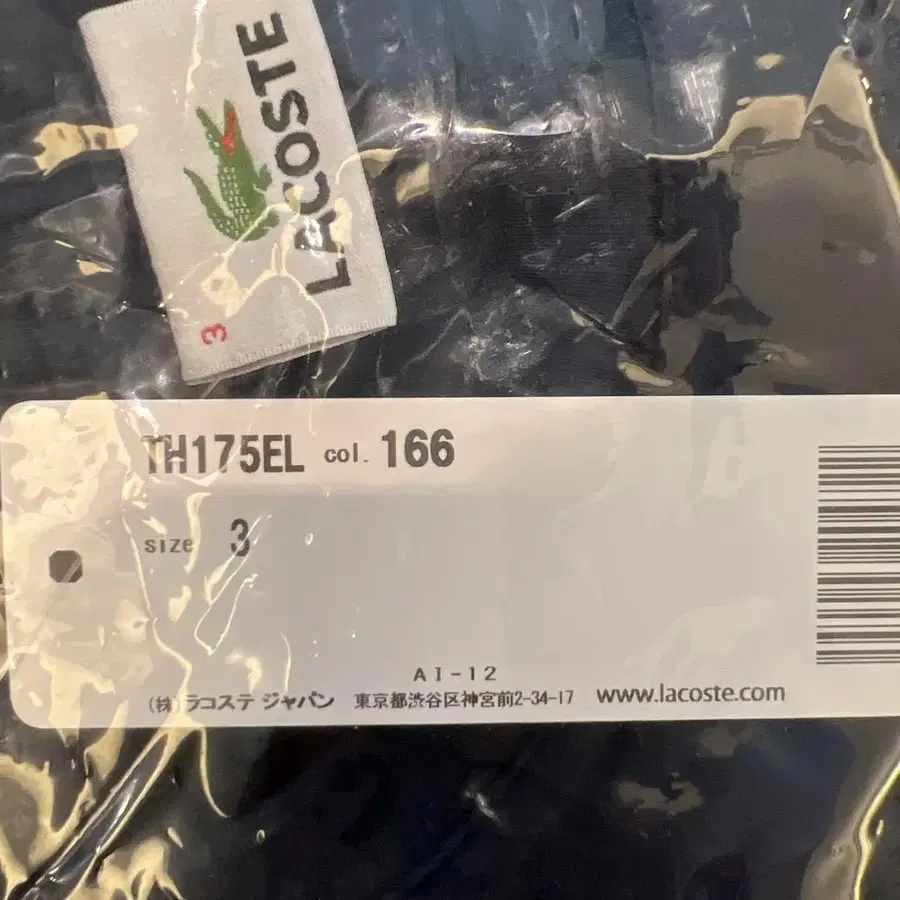 LACOSTE
3
TH175EL col. 166
size 3
AI-12
(株) ラコステ ジャパン 東京都渋谷区神宮前2-34-17 www.lacoste.com